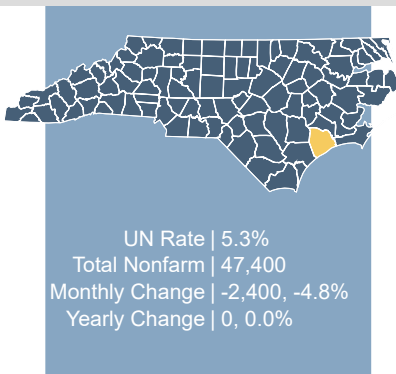 UN Rate | 5.3%
Total Nonfarm | 47,400
Monthly Change | -2,400, -4.8%
Yearly Change | 0, 0.0%